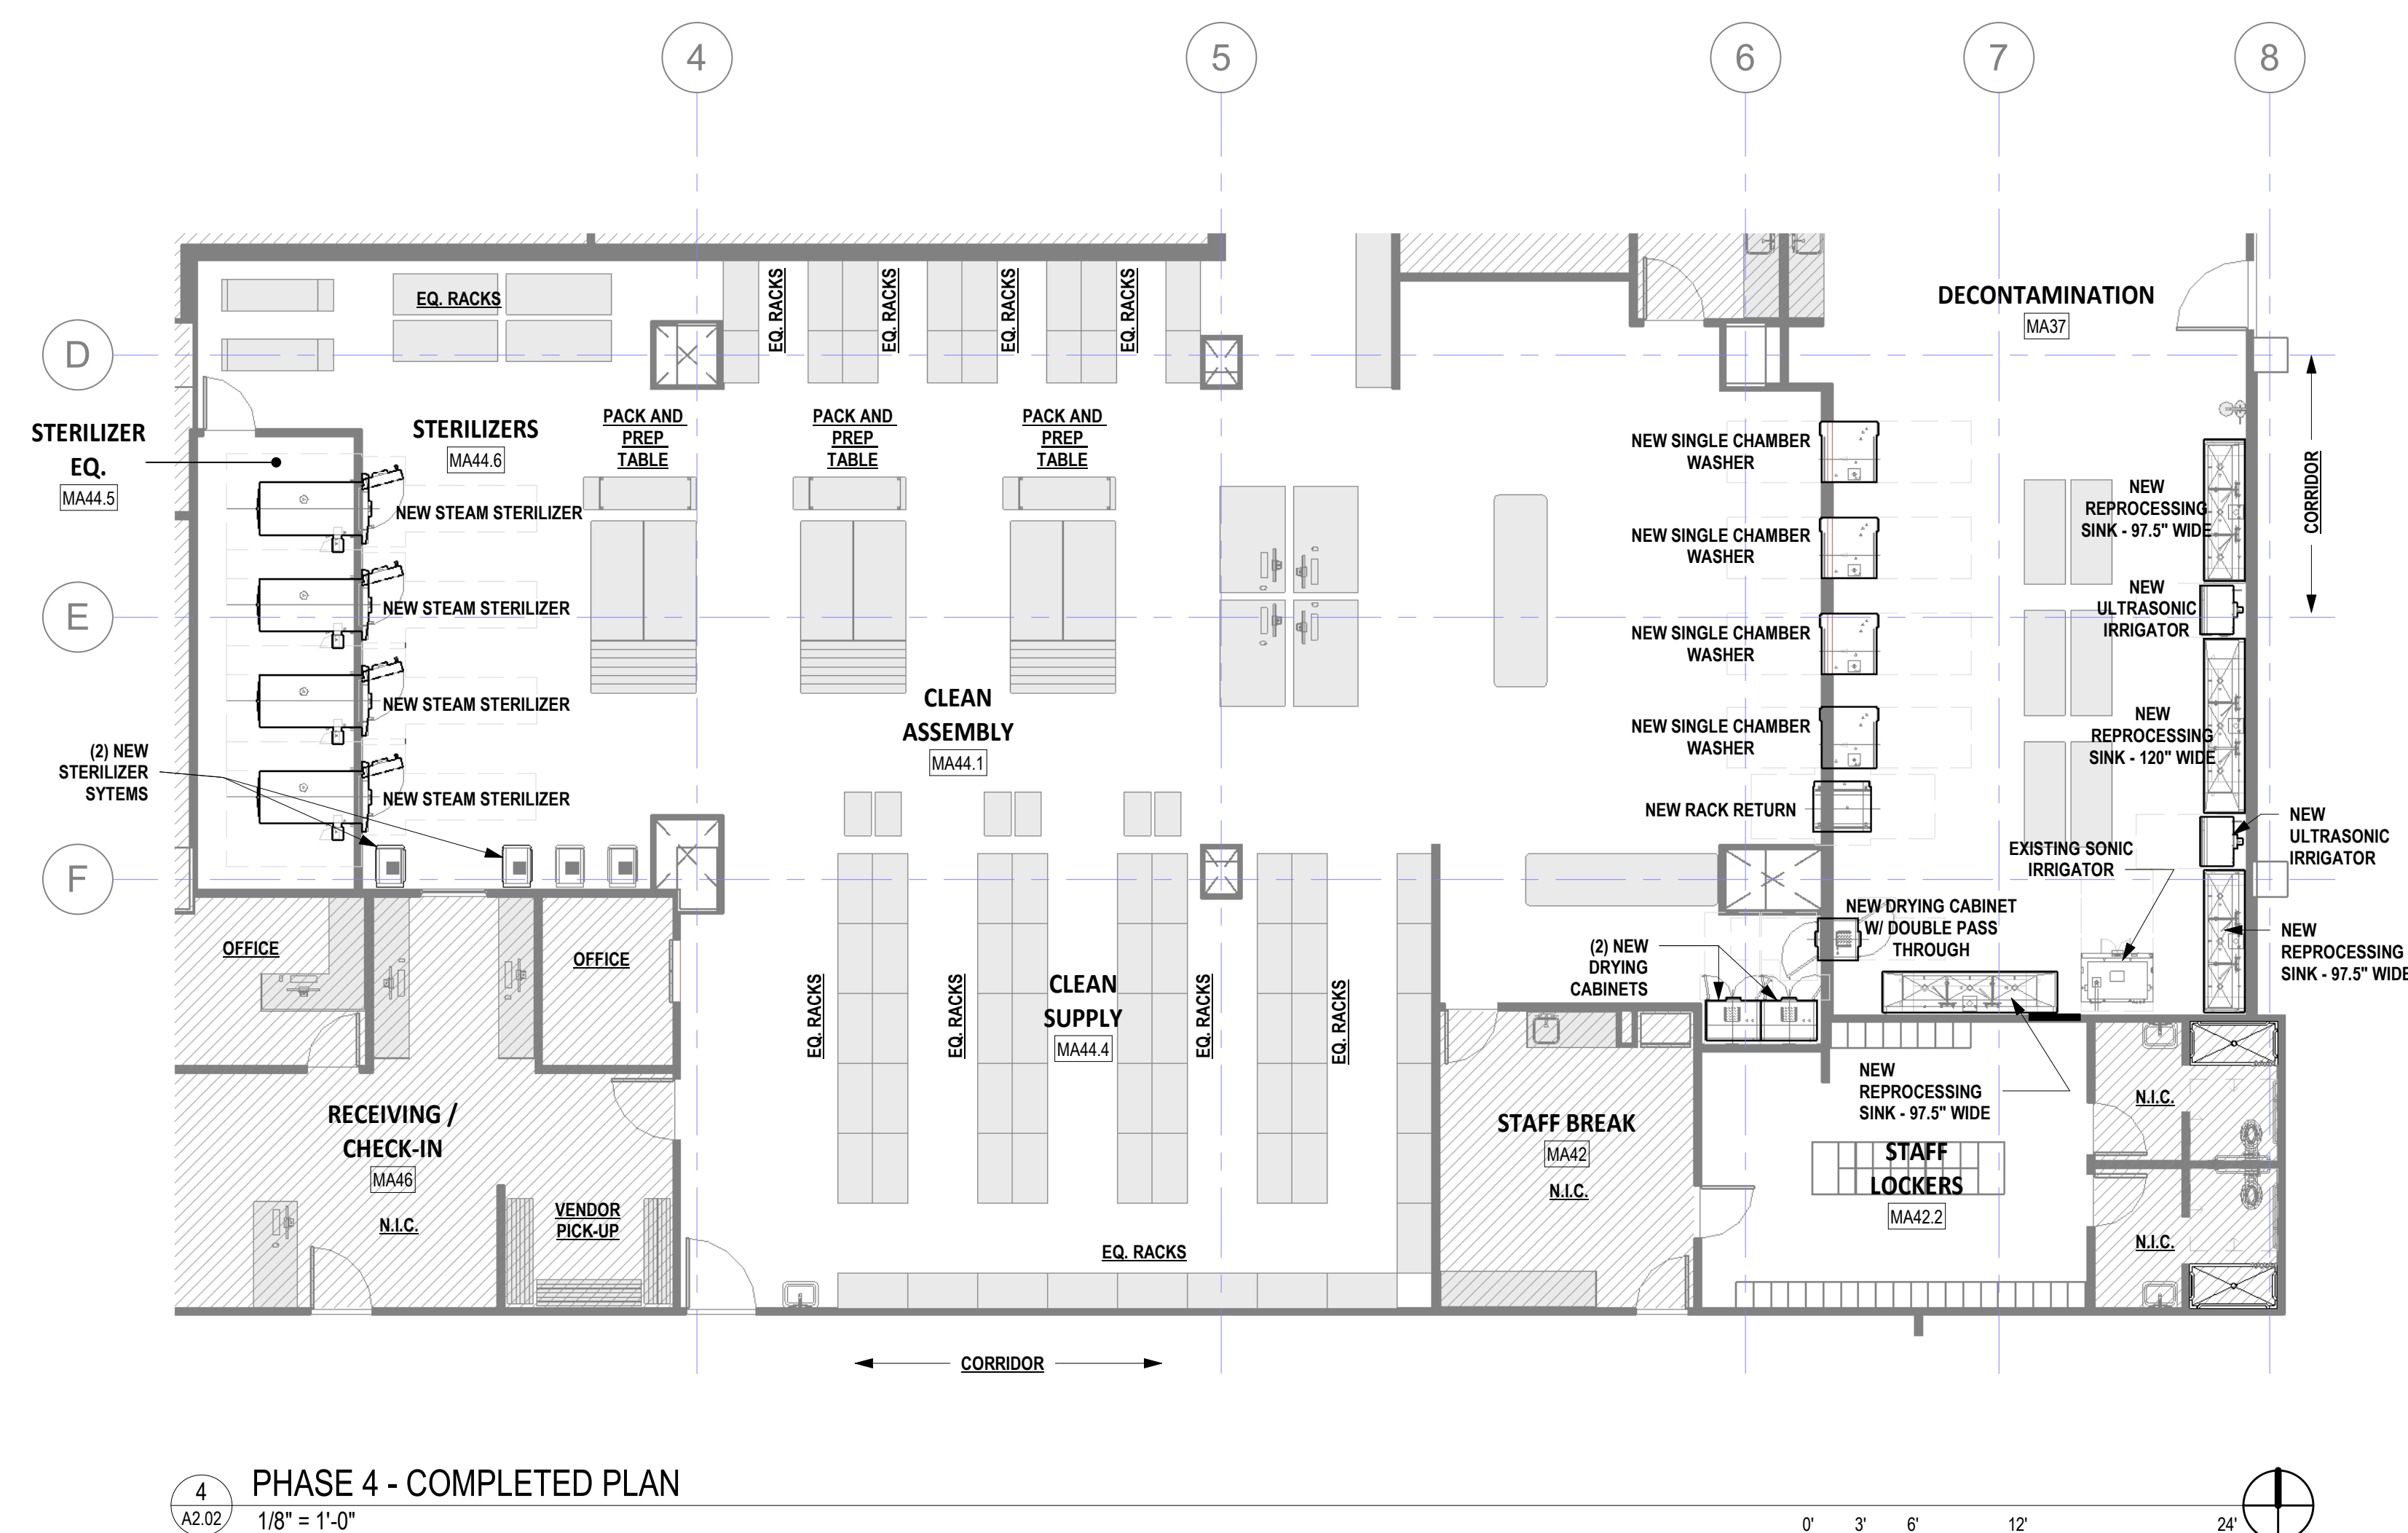 4
5
6
7
8
D
E
F
EQ. RACKS
EQ. RACKS
EQ. RACKS
EQ. RACKS
EQ. RACKS
DECONTAMINATION
MA37
STERILIZER
EQ.
MA44.5
STERILIZERS
MA44.6
PACK AND
PREP
TABLE
PACK AND
PREP
TABLE
PACK AND
PREP
TABLE
NEW STEAM STERILIZER
NEW STEAM STERILIZER
NEW STEAM STERILIZER
NEW STEAM STERILIZER
(2) NEW
STERILIZER
SYTEMS
CLEAN
ASSEMBLY
MA44.1
NEW SINGLE CHAMBER
WASHER
NEW SINGLE CHAMBER
WASHER
NEW SINGLE CHAMBER
WASHER
NEW SINGLE CHAMBER
WASHER
NEW RACK RETURN
NEW
REPROCESSING
SINK - 97.5" WIDE
CORRIDOR
NEW
ULTRASONIC
IRRIGATOR
NEW
REPROCESSING
SINK - 120" WIDE
NEW
ULTRASONIC
IRRIGATOR
EXISTING SONIC
IRRIGATOR
NEW DRYING CABINET
W/ DOUBLE PASS
THROUGH
(2) NEW
DRYING
CABINETS
NEW
REPROCESSING
SINK - 97.5" WIDE
OFFICE
OFFICE
EQ. RACKS
EQ. RACKS
CLEAN
SUPPLY
MA44.4
EQ. RACKS
EQ. RACKS
NEW
REPROCESSING
SINK - 97.5" WIDE
RECEIVING /
CHECK-IN
MA46
N.I.C.
VENDOR
PICK-UP
EQ. RACKS
STAFF BREAK
MA42
N.I.C.
STAFF
LOCKERS
MA42.2
N.I.C.
N.I.C.
CORRIDOR
4
A2.02
PHASE 4 - COMPLETED PLAN
1/8" = 1'-0"
0' 3' 6' 12' 24'